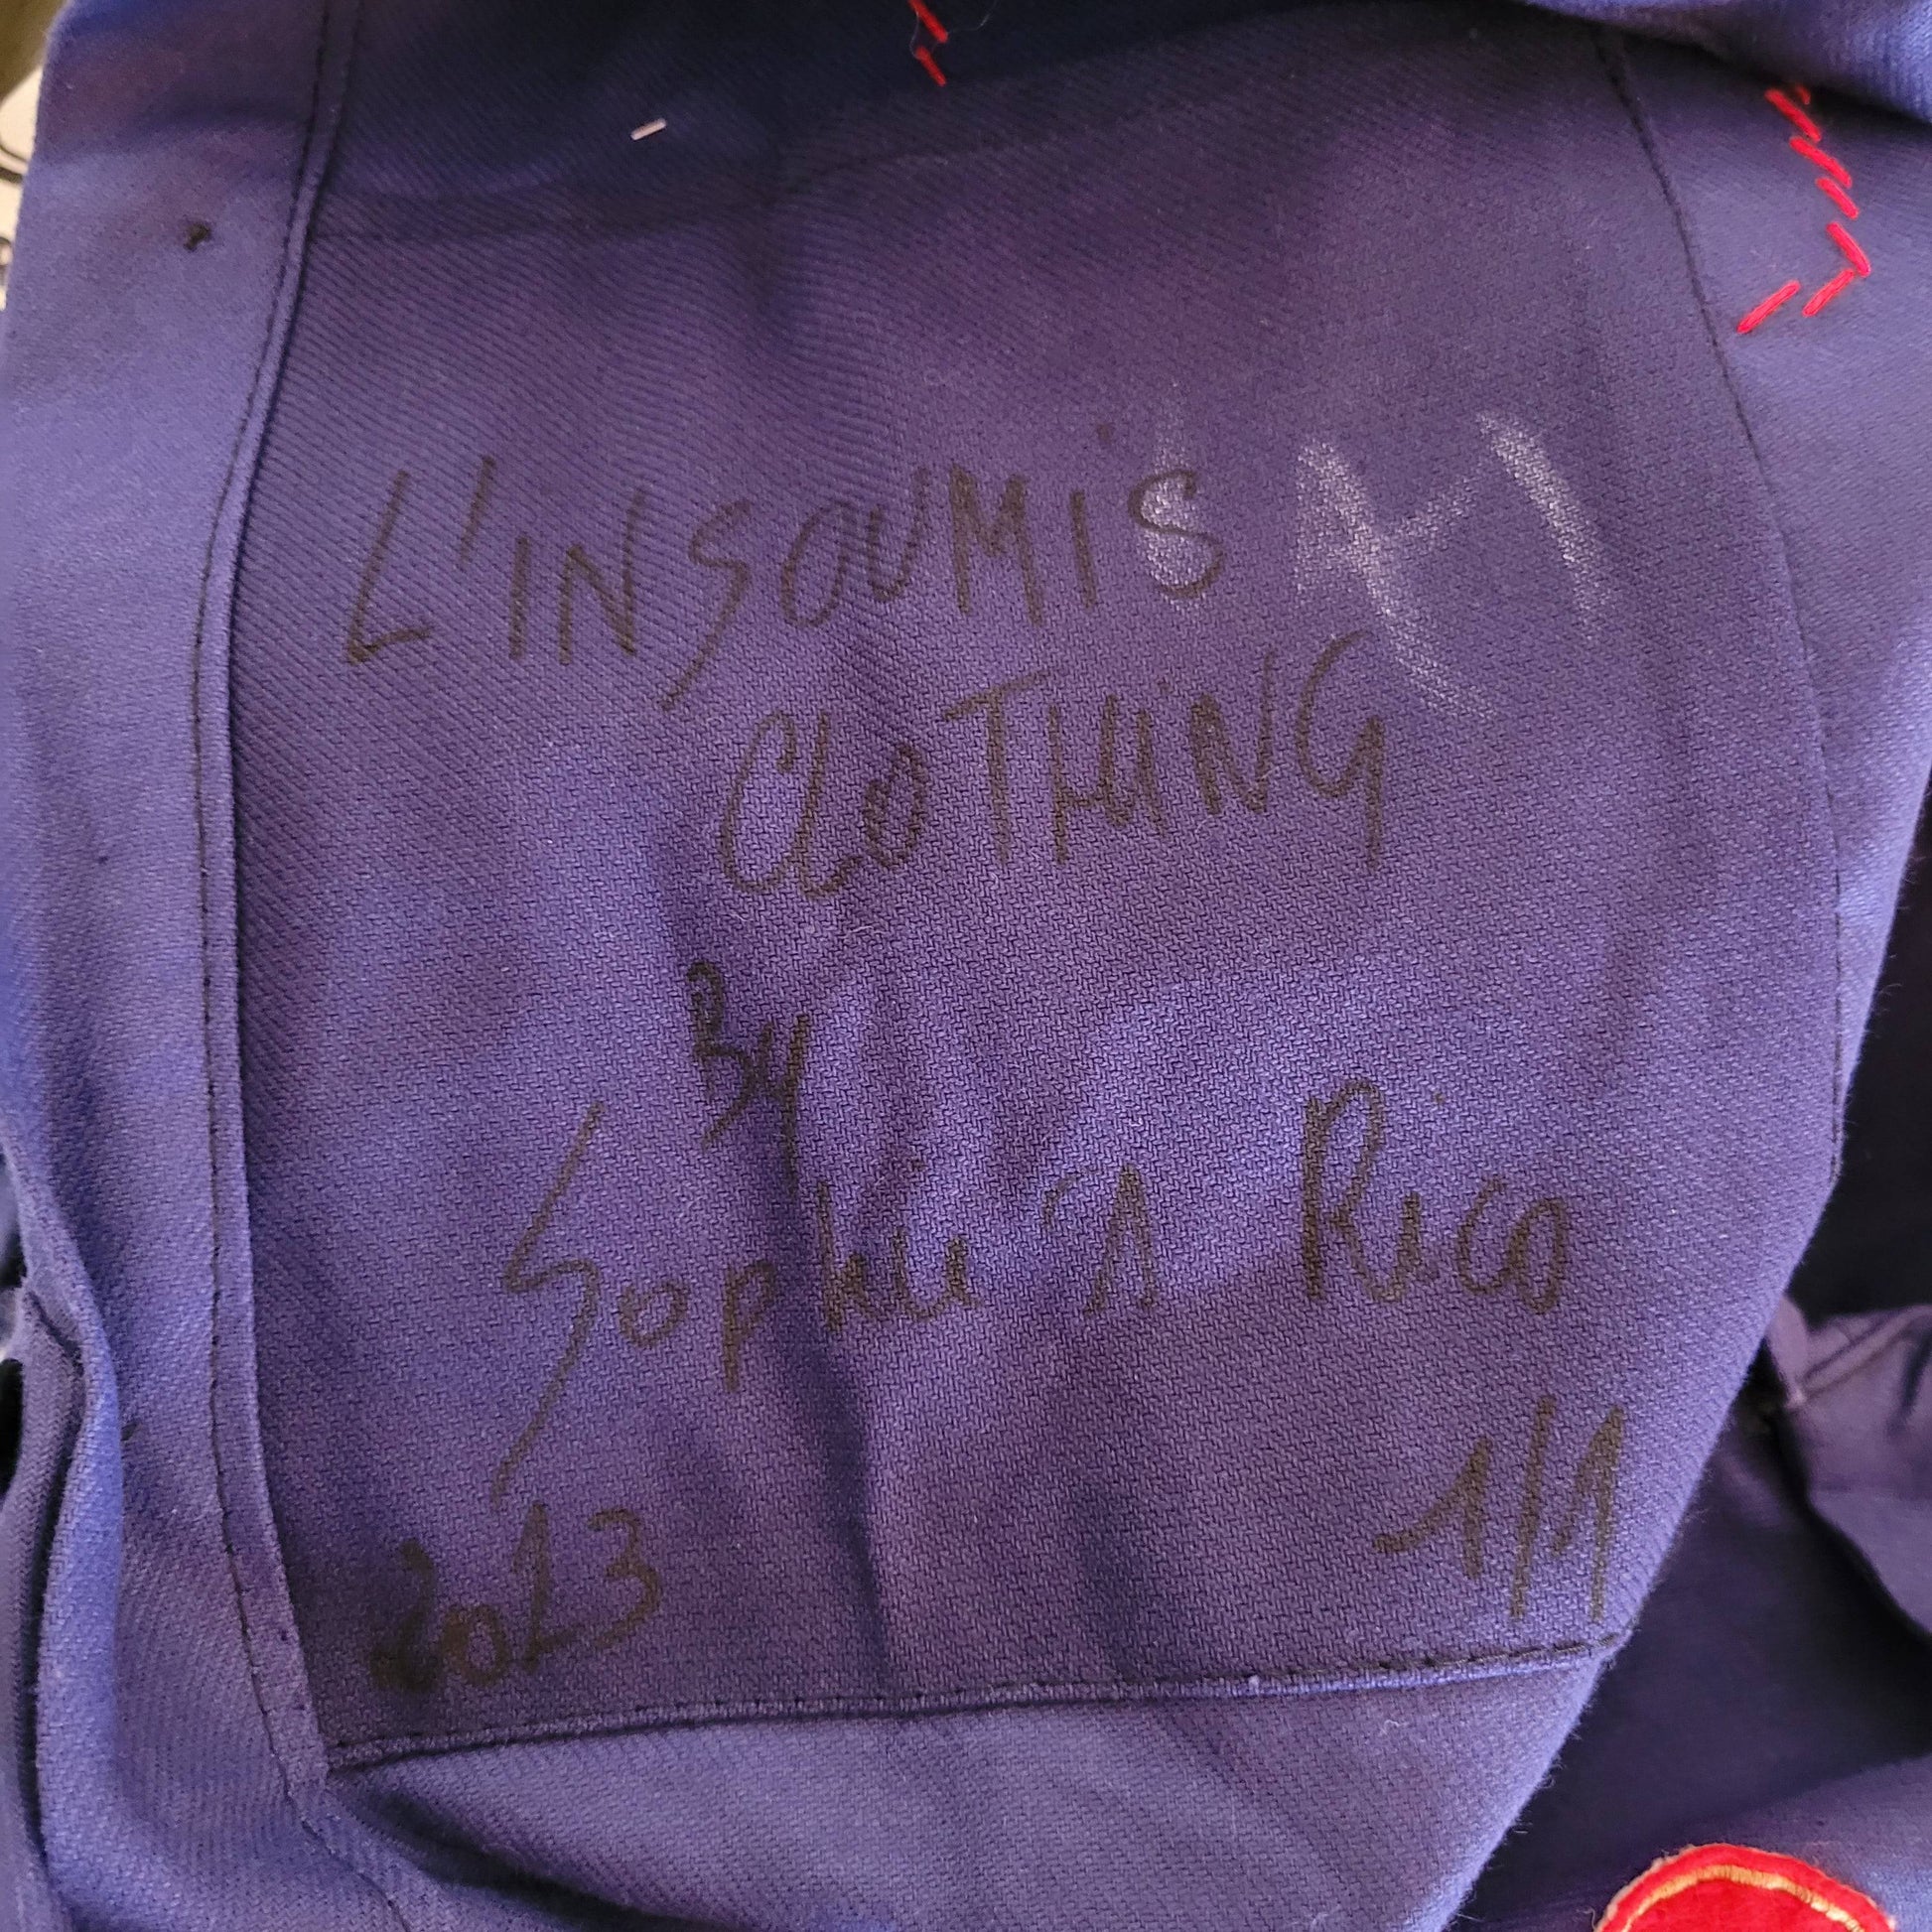 L'INSOUMiS
CLOTHING
By
Sophie 's Rico
2023 1/1